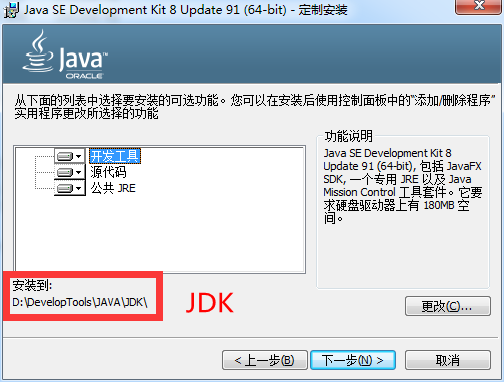 Java SE Development Kit 8 Update 91 (64-bit) - 定制安装
Java
ORACLE
从下面的列表中选择要安装的可选功能。您可以在安装后使用控制面板中的“添加/删除程序”
实用程序更改所选择的功能
开发工具
源代码
公共 JRE
功能说明
Java SE Development Kit 8
Update 91 (64-bit), 包括 JavaFX
SDK, 一个专用 JRE 以及 Java
Mission Control 工具套件。它要
求硬盘驱动器上有 180MB 空
间。
安装到:
D:\DevelopTools\JAVA\JDK\
JDK
更改(C)...
< 上一步(B)
下一步(N) >
取消